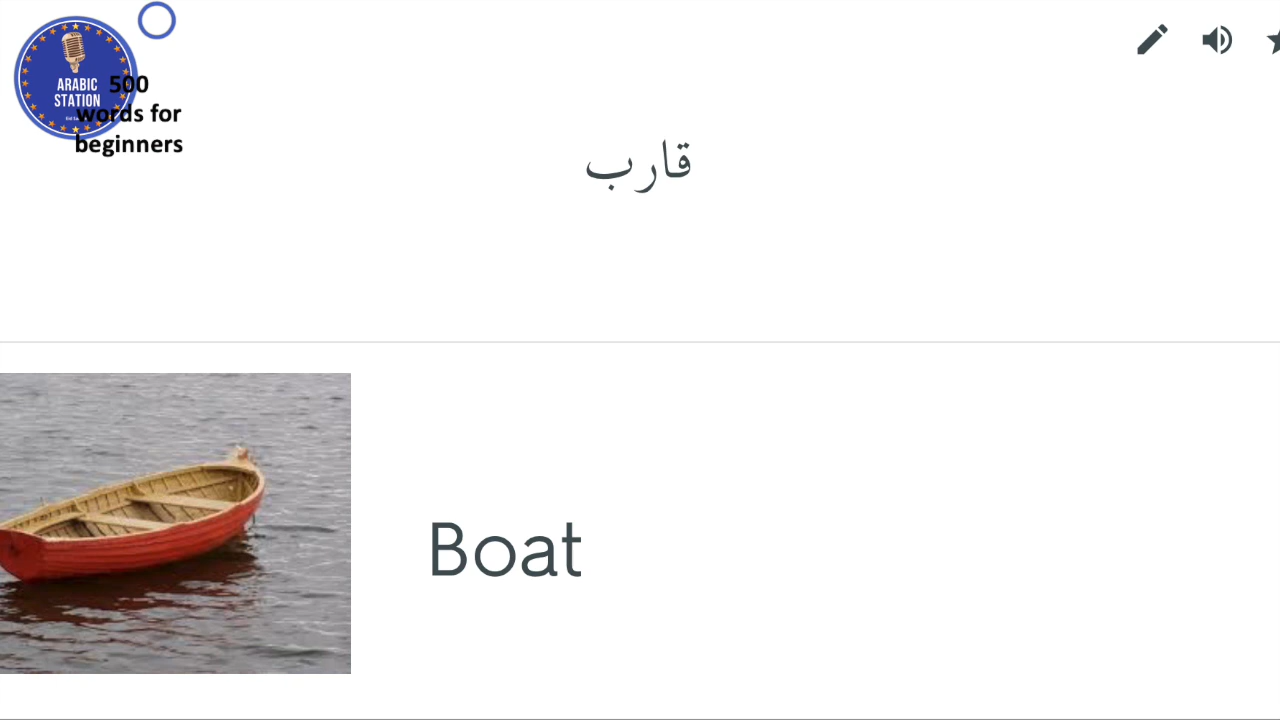 ARABIC
STATION
500
words for
beginners
قارب
Boat